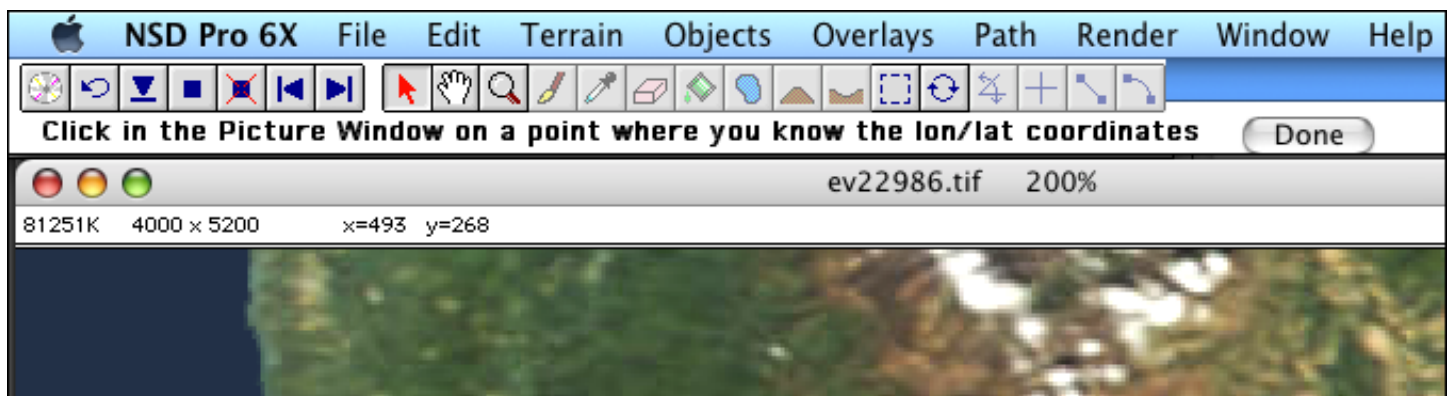 NSD Pro 6X File Edit Terrain Objects Overlays Path Render Window Help
Click in the Picture Window on a point where you know the lon/lat coordinates Done
ev22986.tif 200%
81251K 4000 x 5200 x=493 y=268